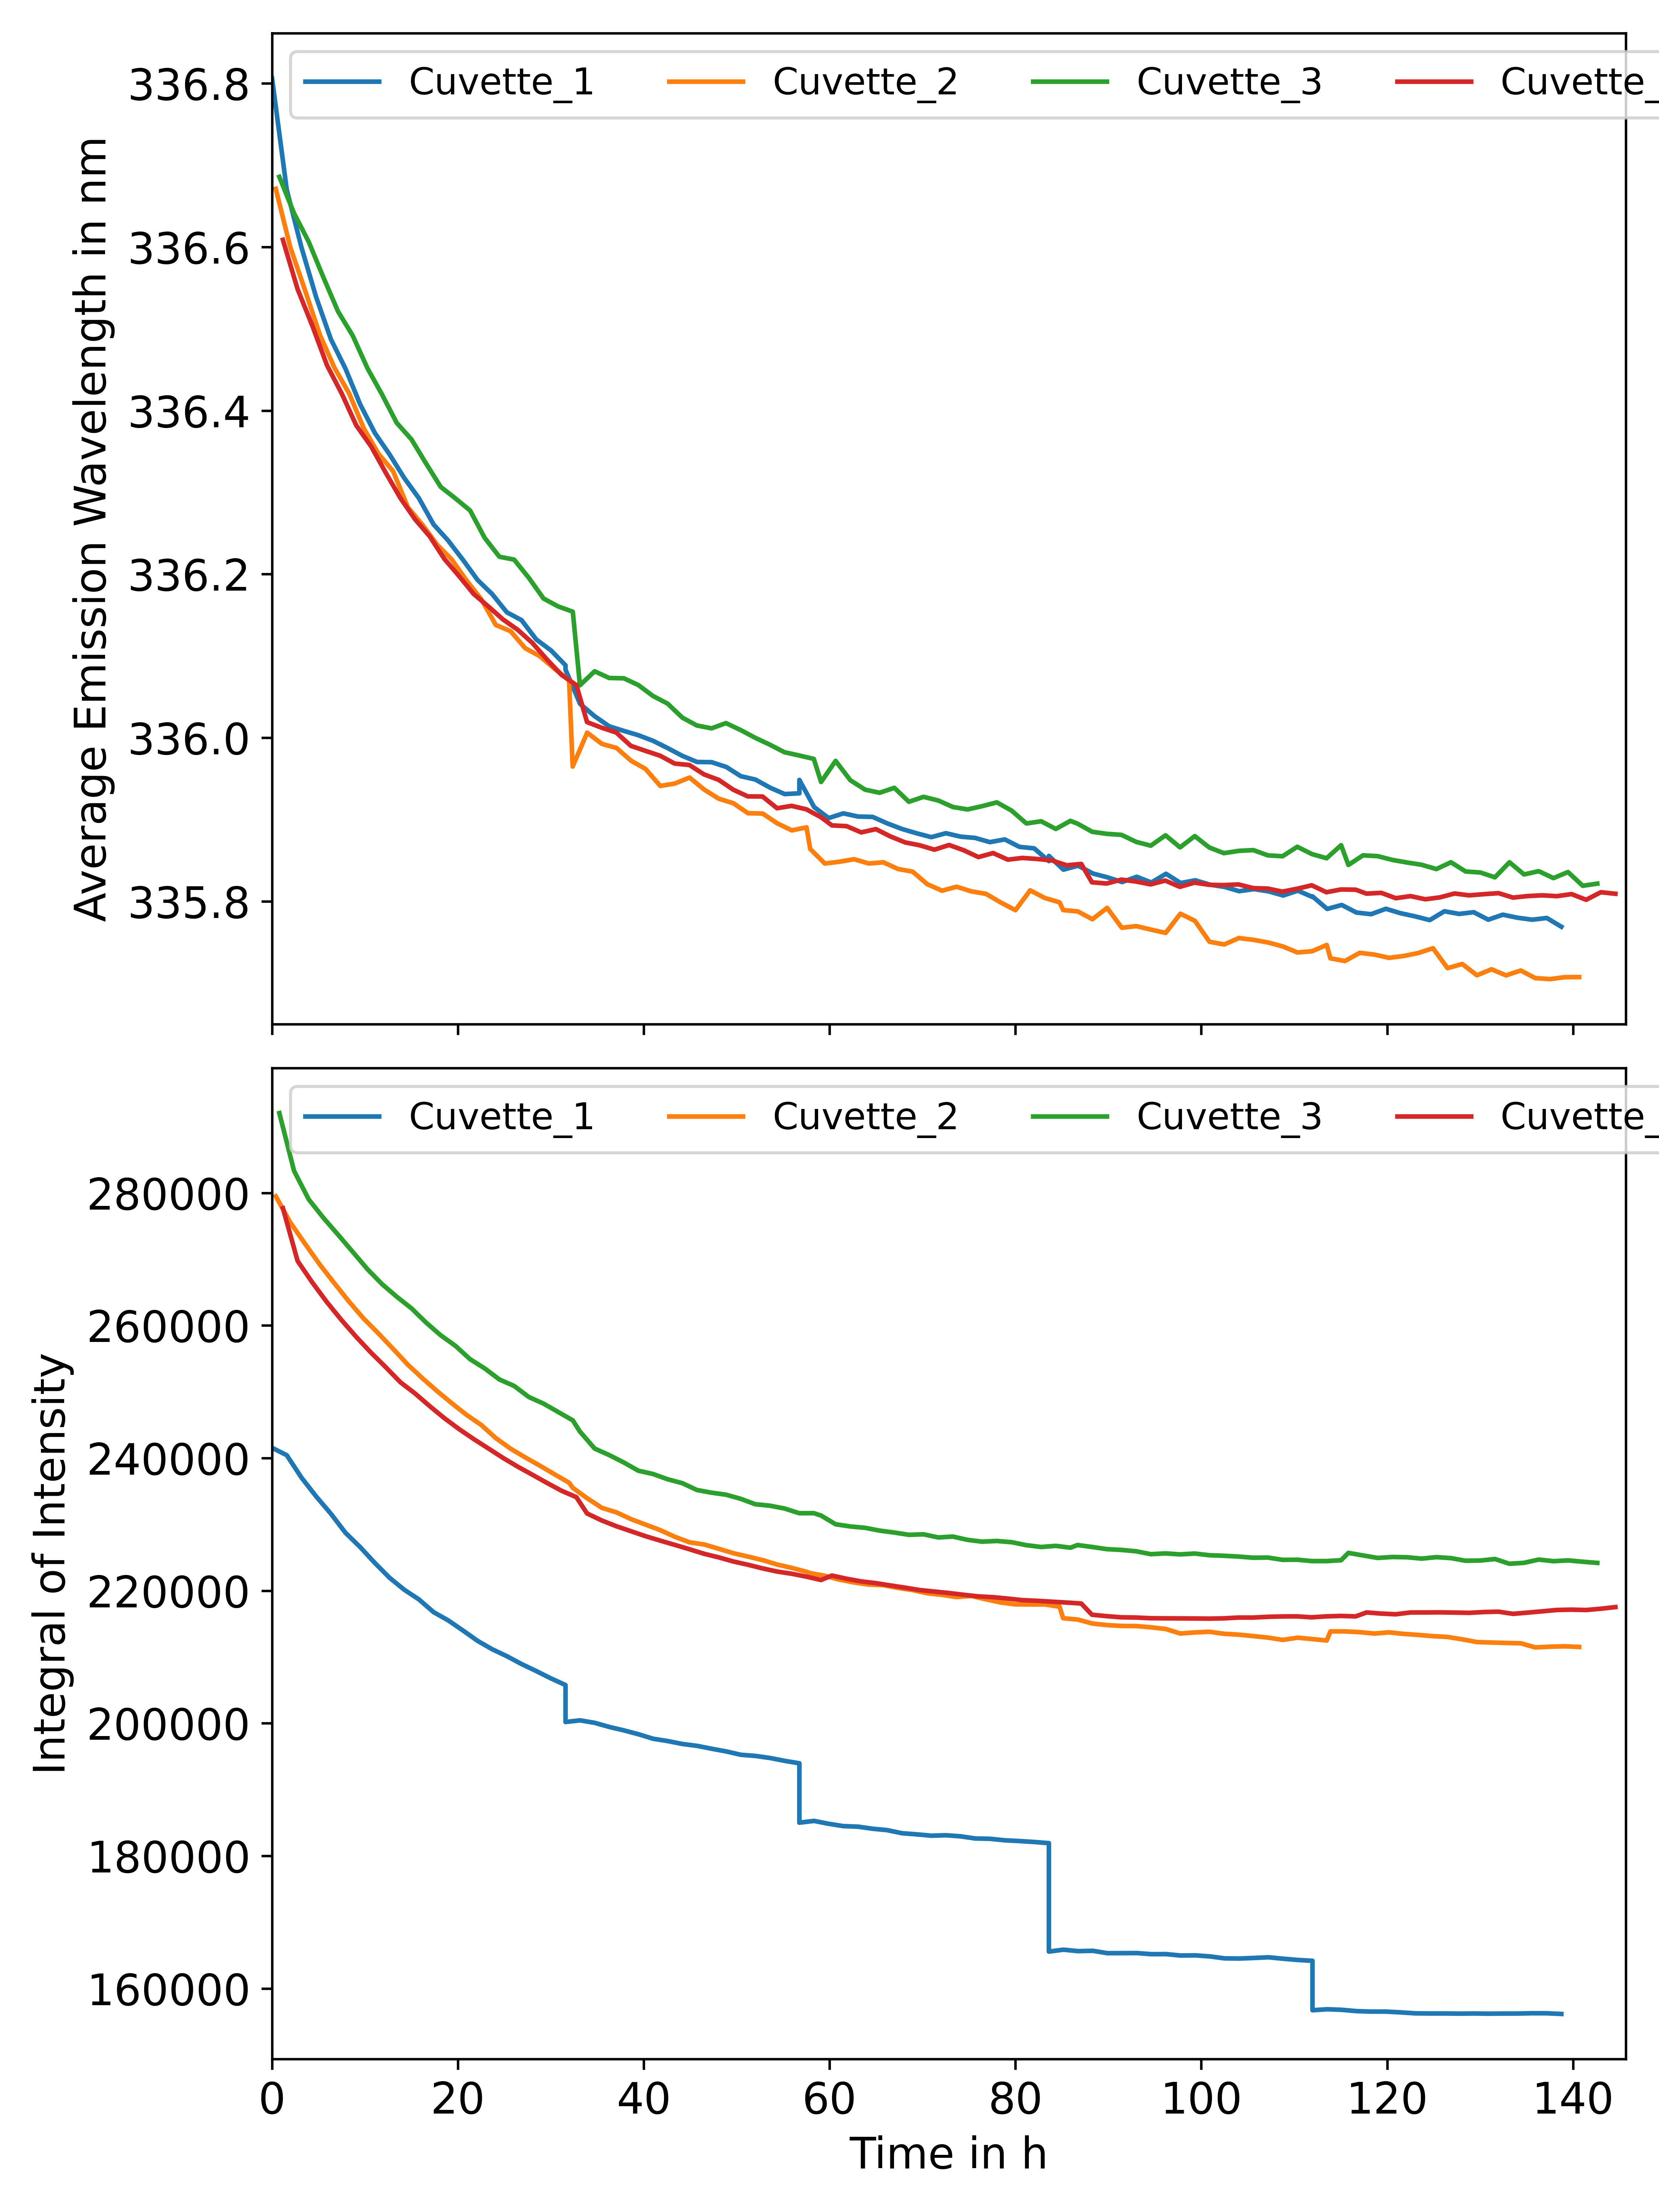 Cuvette_1 Cuvette_2 Cuvette_3 Cuvette_
336.8
336.6
336.4
336.2
336.0
335.8
Average Emission Wavelength in nm
Cuvette_1 Cuvette_2 Cuvette_3 Cuvette_
280000
260000
240000
220000
200000
180000
160000
Integral of Intensity
0 20 40 60 80 100 120 140
Time in h